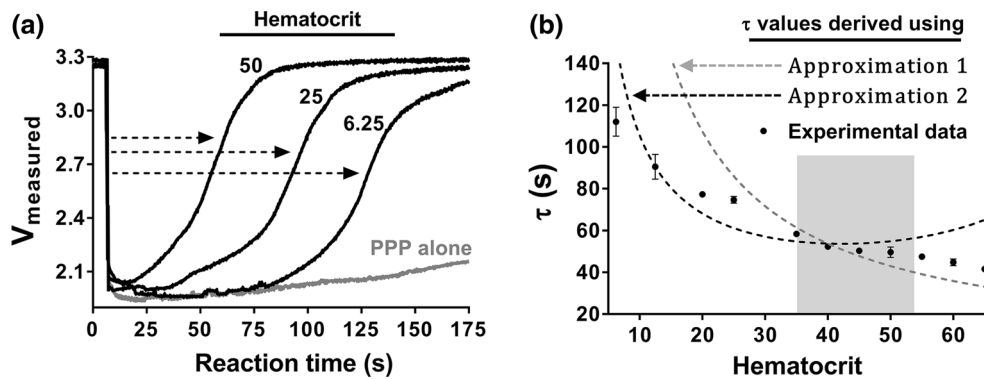 (a)
Hematocrit
3.3
3.0
2.7
2.4
2.1
V measured
50
25
6.25
PPP alone
0 25 50 75 100 125 150 175
Reaction time (s)
(b)
τ values derived using
Approximation 1
Approximation 2
Experimental data
140
120
100
80
60
40
20
τ (s)
10 20 30 40 50 60
Hematocrit